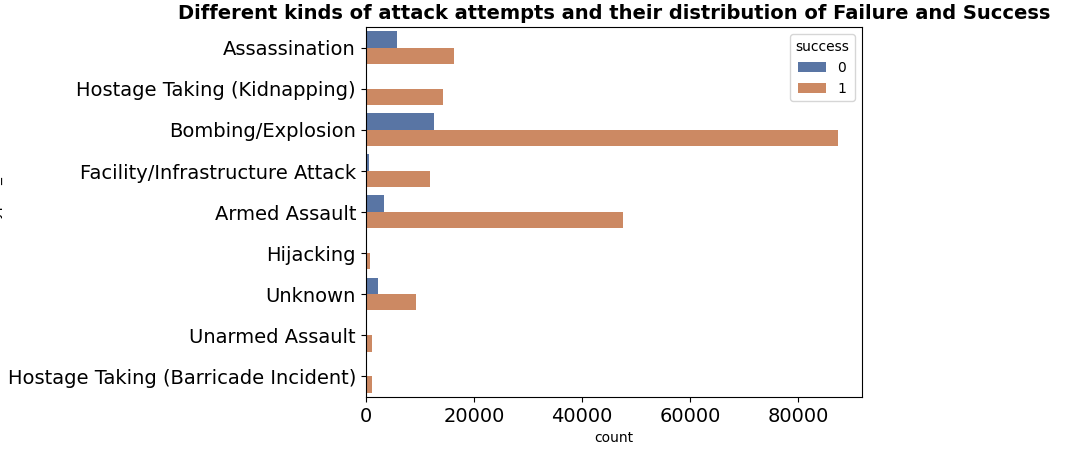 Different kinds of attack attempts and their distribution of Failure and Success
Assassination
Hostage Taking (Kidnapping)
Bombing/Explosion
Facility/Infrastructure Attack
Armed Assault
Hijacking
Unknown
Unarmed Assault
Hostage Taking (Barricade Incident)
success
0
1
0 20000 40000 60000 80000
count